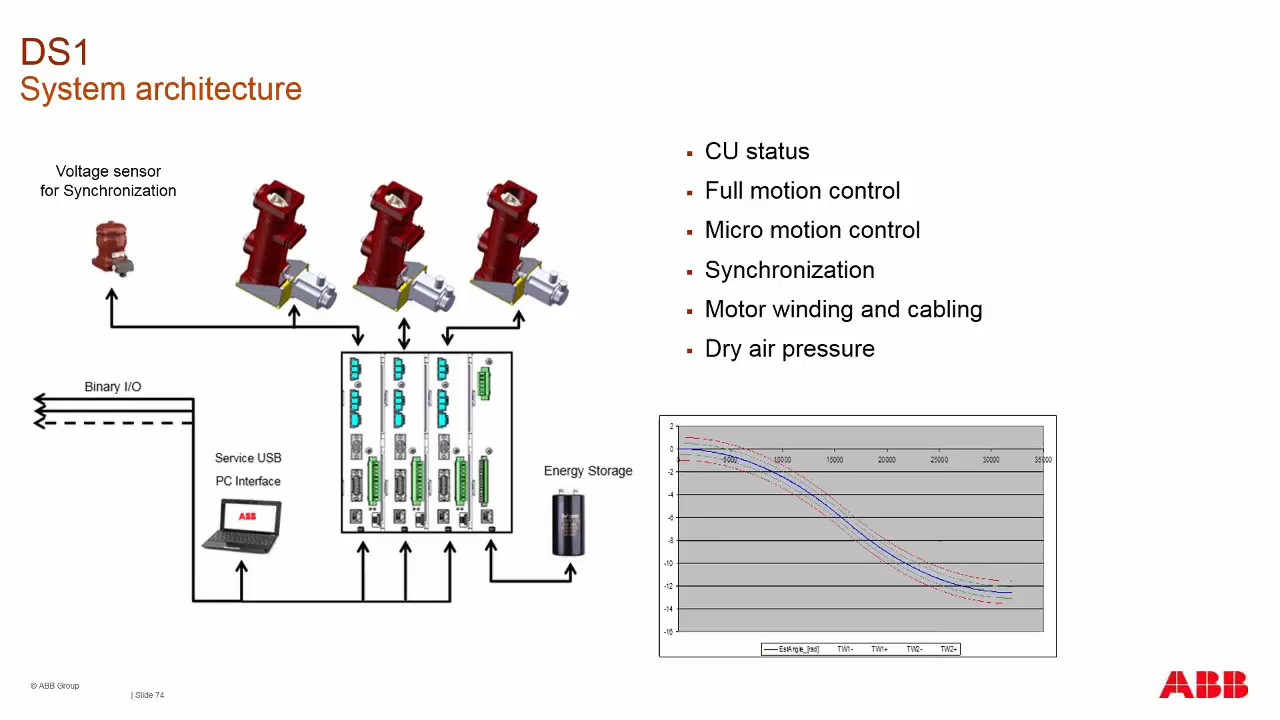 DS1
System architecture
Voltage sensor
for Synchronization
Binary I/O
Service USB
PC Interface
ABB
Energy Storage
CU status
Full motion control
Micro motion control
Synchronization
Motor winding and cabling
Dry air pressure
2
0
-2
-4
-6
-8
-10
-12
-14
-16
5000
10000
15000
20000
25000
30000
35000
EstAngle_[rad]
TW1-
TW1+
TW2-
TW2+
© ABB Group
| Slide 74
ABB